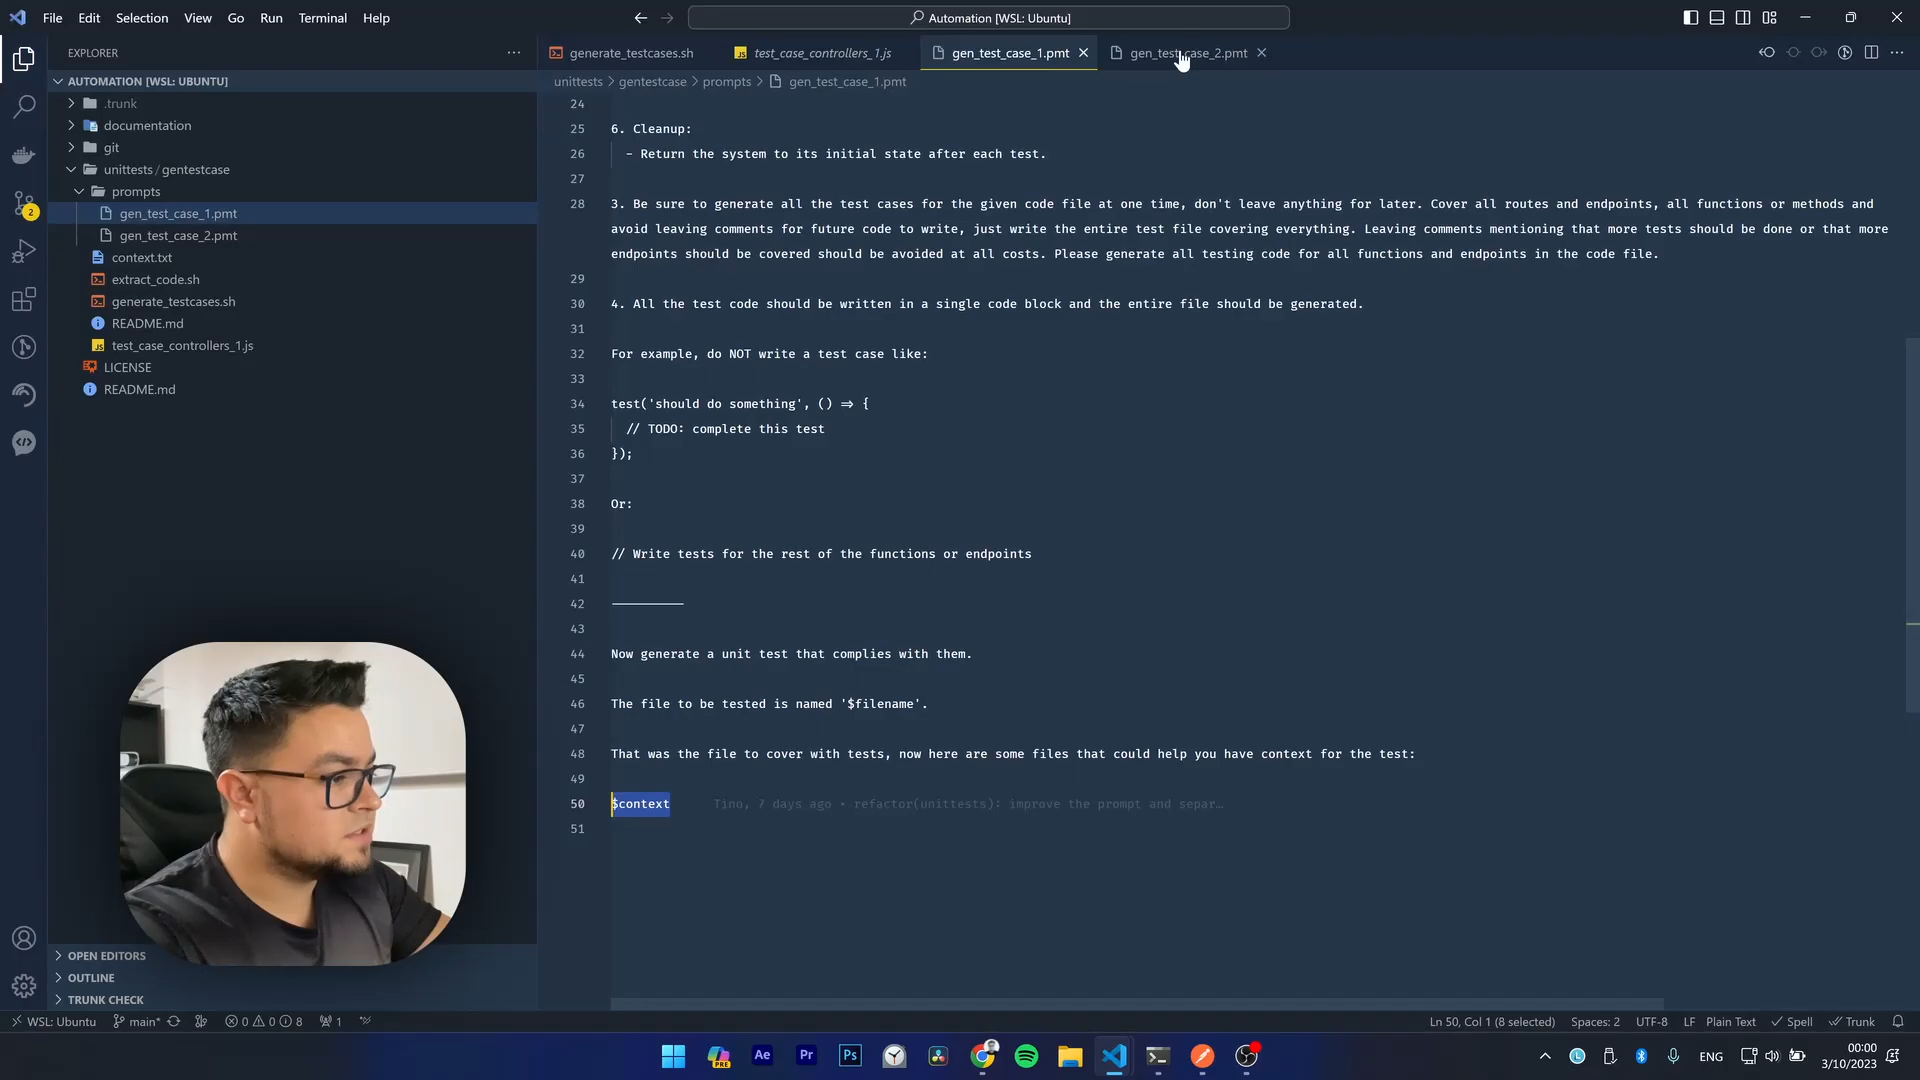 File Edit Selection View Go Run Terminal Help
Automation [WSL: Ubuntu]
EXPLORER
AUTOMATION [WSL: UBUNTU]
.trunk
documentation
git
unittests / gentestcase
prompts
gen_test_case_1.pmt
gen_test_case_2.pmt
context.txt
extract_code.sh
generate_testcases.sh
README.md
test_case_controllers_1.js
LICENSE
README.md
OPEN EDITORS
OUTLINE
TRUNK CHECK
2
generate_testcases.sh
JS test_case_controllers_1.js
gen_test_case_1.pmt
gen_test_case_2.pmt
unittests > gentestcase > prompts > gen_test_case_1.pmt
24
25 6. Cleanup:
26 - Return the system to its initial state after each test.
27
28 3. Be sure to generate all the test cases for the given code file at one time, don't leave anything for later. Cover all routes and endpoints, all functions or methods and
avoid leaving comments for future code to write, just write the entire test file covering everything. Leaving comments mentioning that more tests should be done or that more
endpoints should be covered should be avoided at all costs. Please generate all testing code for all functions and endpoints in the code file.
29
30 4. All the test code should be written in a single code block and the entire file should be generated.
31
32 For example, do NOT write a test case like:
33
34 test('should do something', () => {
35 // TODO: complete this test
36 });
37
38 Or:
39
40 // Write tests for the rest of the functions or endpoints
41
42 ----------
43
44 Now generate a unit test that complies with them.
45
46 The file to be tested is named '$filename'.
47
48 That was the file to cover with tests, now here are some files that could help you have context for the test:
49
50 $context Tino, 7 days ago • refactor(unittests): improve the prompt and separ…
51
WSL: Ubuntu main* 0 0 8 1
Ln 50, Col 1 (8 selected) Spaces: 2 UTF-8 LF Plain Text Spell Trunk
PRE Ae Pr Ps
ENG
00:00
3/10/2023